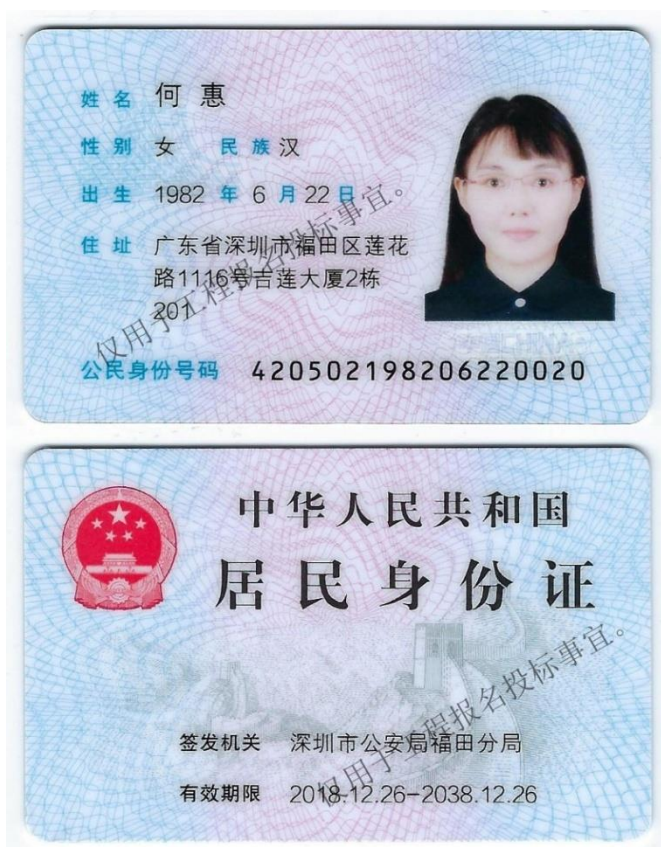 姓名 何惠
性别 女 民族 汉
出生 1982 年 6 月 22 日
住址 广东省深圳市福田区莲花
路1116号吉莲大厦2栋
201
仅用于工程报名投标事宜。
公民身份号码 420502198206220020
中华人民共和国
居民身份证
仅用于工程报名投标事宜。
签发机关 深圳市公安局福田分局
有效期限 2018.12.26-2038.12.26